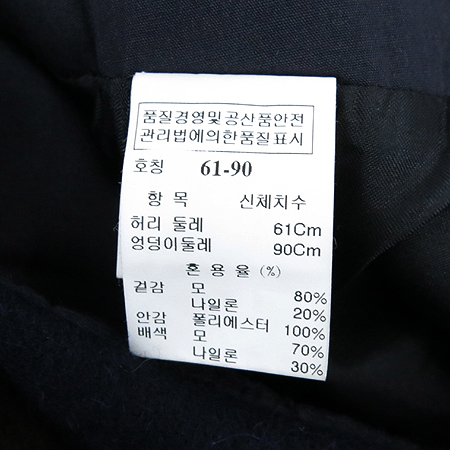 품질경영및공산품안전
관리법에의한품질표시
호칭 61-90
항 목 신체치수
허리 둘레 61Cm
엉덩이둘레 90Cm
혼 용 율 (%)
겉감 모 80%
나일론 20%
안감 폴리에스터 100%
배색 모 70%
나일론 30%